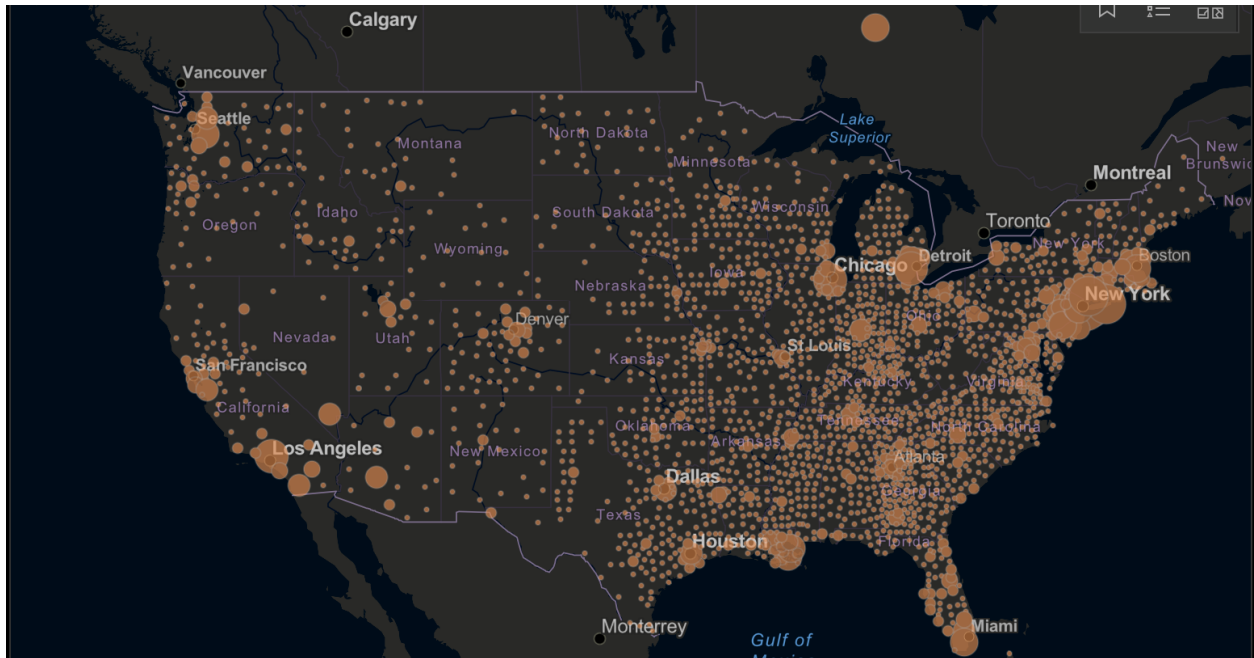 Calgary
Vancouver
Seattle
Lake
Superior
North Dakota
Montana
Minnesota
New
Brunswic
Montreal
Wisconsin
Idaho
South Dakota
Oregon
Toronto
Nov
New York
Wyoming
Detroit
Boston
Chicago
Iowa
Nebraska
New York
Ohio
Denver
Nevada
Utah
St Louis
Kansas
San Francisco
Kentucky
Virginia
California
Tennessee
Oklahoma
North Carolina
Arkansas
Los Angeles
New Mexico
Atlanta
Dallas
Georgia
Texas
Houston
Florida
Monterrey
Miami
Gulf of
Mexico